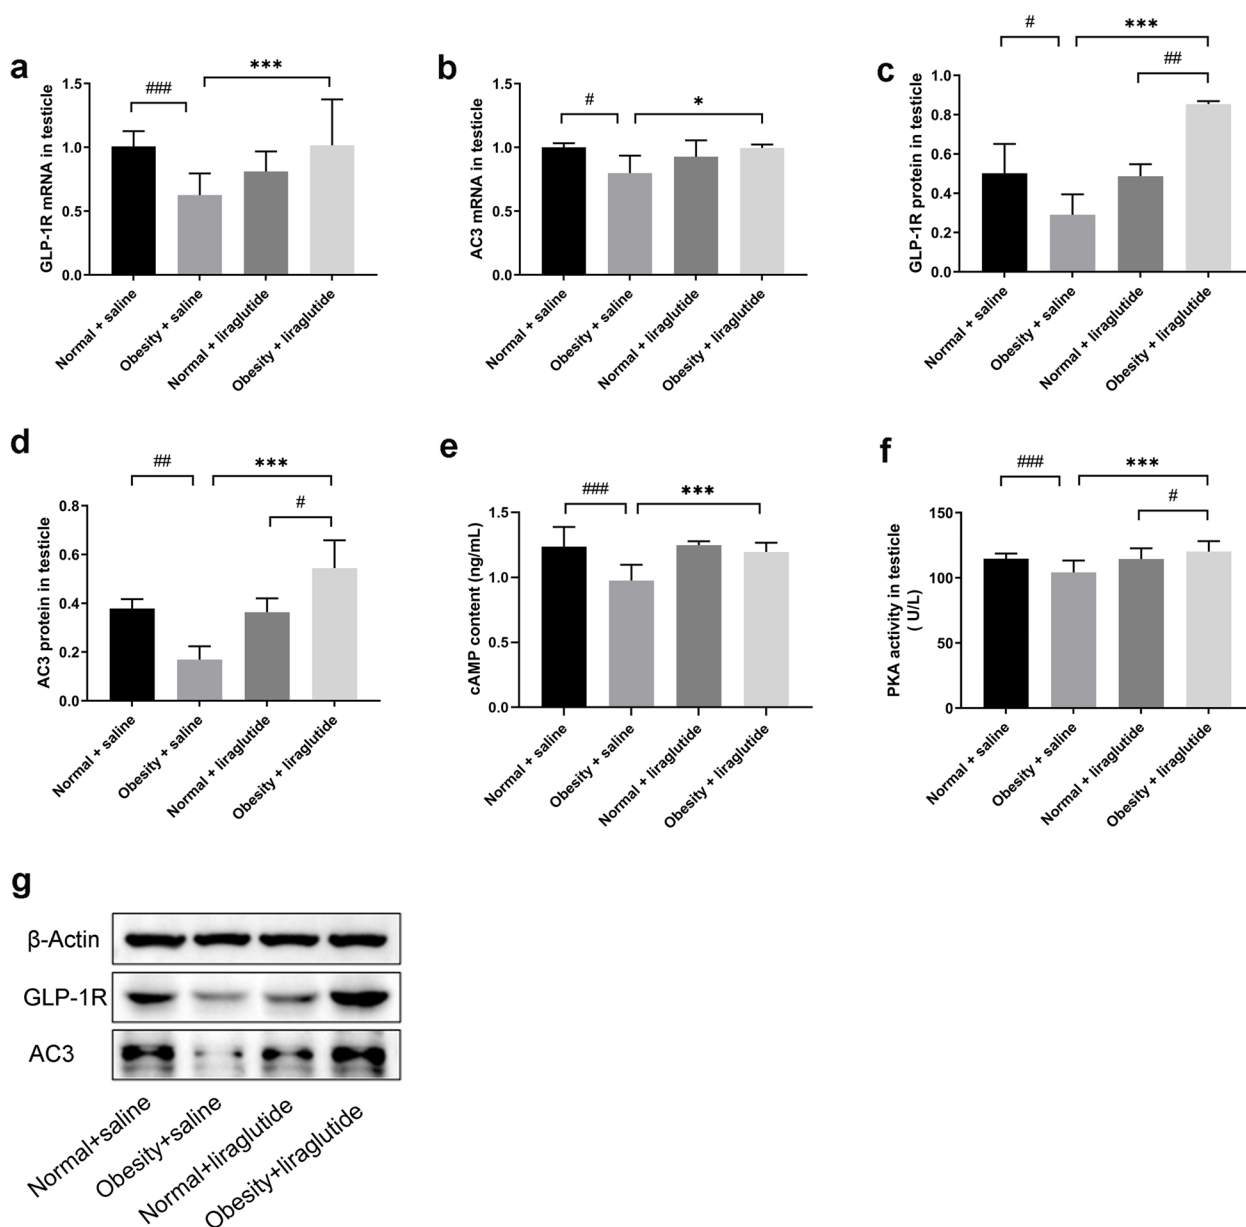 a
###
***
GLP-1R mRNA in testicle
1.5
1.0
0.5
0.0
Normal + saline
Obesity + saline
Normal + liraglutide
Obesity + liraglutide
b
#
*
AC3 mRNA in testicle
1.5
1.0
0.5
0.0
Normal + saline
Obesity + saline
Normal + liraglutide
Obesity + liraglutide
c
#
***
##
GLP-1R protein in testicle
1.0
0.8
0.6
0.4
0.2
0.0
Normal + saline
Obesity + saline
Normal + liraglutide
Obesity + liraglutide
d
##
***
#
AC3 protein in testicle
0.8
0.6
0.4
0.2
0.0
Normal + saline
Obesity + saline
Normal + liraglutide
Obesity + liraglutide
e
###
***
cAMP content (ng/mL)
1.5
1.0
0.5
0.0
Normal + saline
Obesity + saline
Normal + liraglutide
Obesity + liraglutide
f
###
***
#
PKA activity in testicle
( U/L)
150
100
50
0
Normal + saline
Obesity + saline
Normal + liraglutide
Obesity + liraglutide
g
β-Actin
GLP-1R
AC3
Normal+saline
Obesity+saline
Normal+liraglutide
Obesity+liraglutide